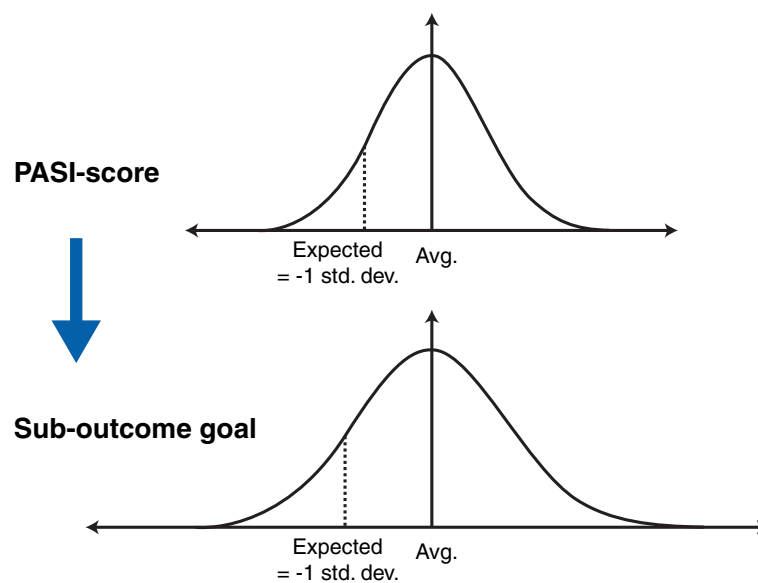 PASI-score
Expected
= -1 std. dev.
Avg.
Sub-outcome goal
Expected
= -1 std. dev.
Avg.